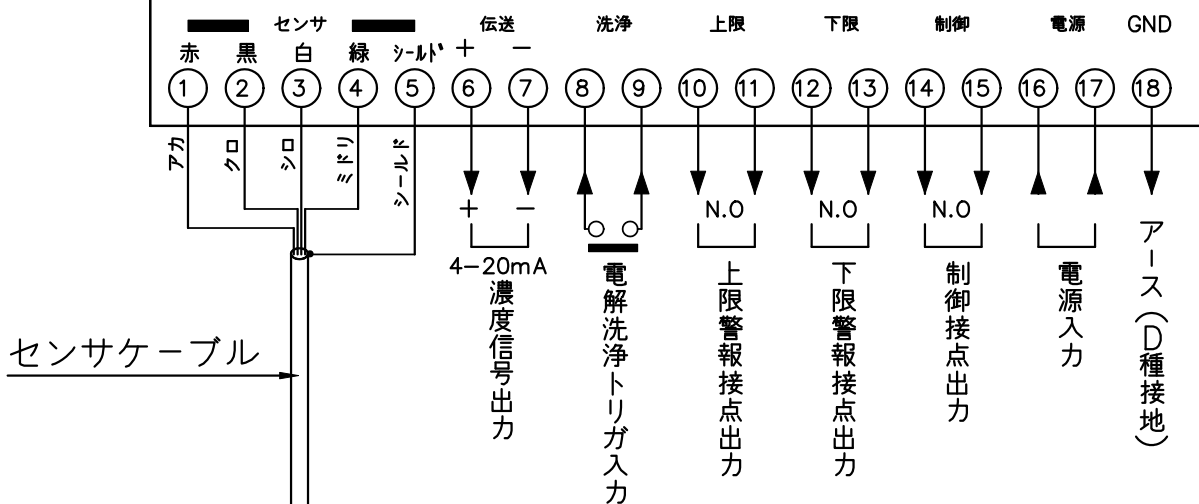 センサ 伝送 洗浄 上限 下限 制御 電源 GND
赤 黒 白 緑 シールド + −
1 2 3 4 5 6 7 8 9 10 11 12 13 14 15 16 17 18
アカ
クロ
シロ
ミドリ
シールド
+ −
N.O
N.O
N.O
4−20mA
濃度信号出力
電解洗浄トリガ入力
上限警報接点出力
下限警報接点出力
制御接点出力
電源入力
アース(D種接地)
センサケーブル